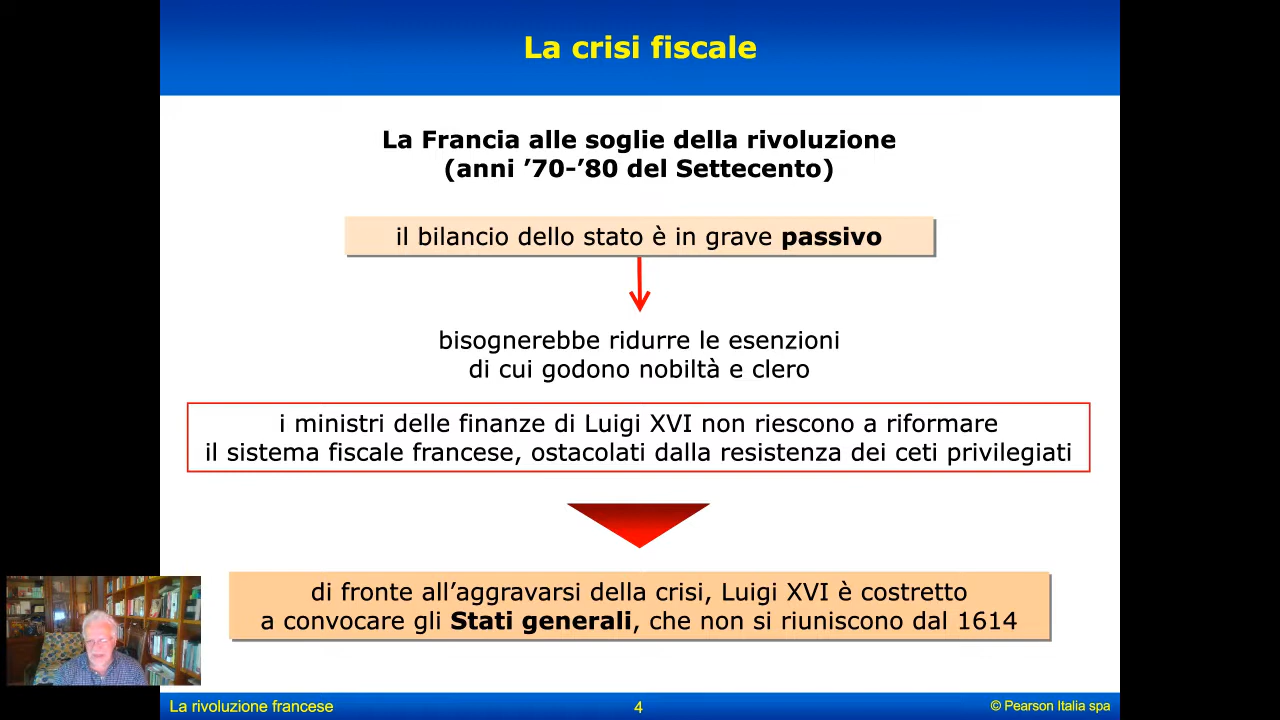 La crisi fiscale
La Francia alle soglie della rivoluzione
(anni ’70-’80 del Settecento)
il bilancio dello stato è in grave passivo
bisognerebbe ridurre le esenzioni
di cui godono nobiltà e clero
i ministri delle finanze di Luigi XVI non riescono a riformare
il sistema fiscale francese, ostacolati dalla resistenza dei ceti privilegiati
di fronte all’aggravarsi della crisi, Luigi XVI è costretto
a convocare gli Stati generali, che non si riuniscono dal 1614
La rivoluzione francese
4
© Pearson Italia spa